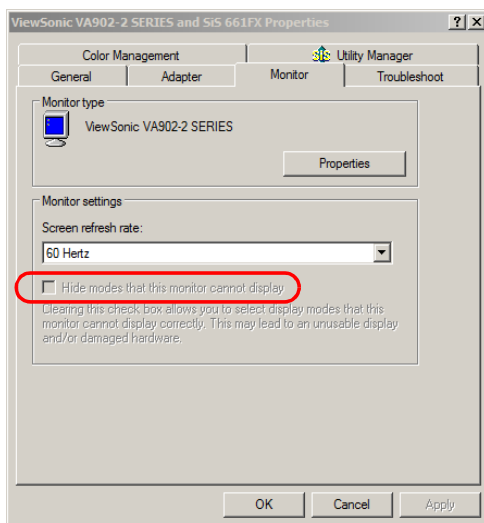 ViewSonic VA902-2 SERIES and SiS 661FX Properties
Color Management
SiS Utility Manager
General
Adapter
Monitor
Troubleshoot
Monitor type
ViewSonic VA902-2 SERIES
Properties
Monitor settings
Screen refresh rate:
60 Hertz
Hide modes that this monitor cannot display
Clearing this check box allows you to select display modes that this
monitor cannot display correctly. This may lead to an unusable display
and/or damaged hardware.
OK
Cancel
Apply